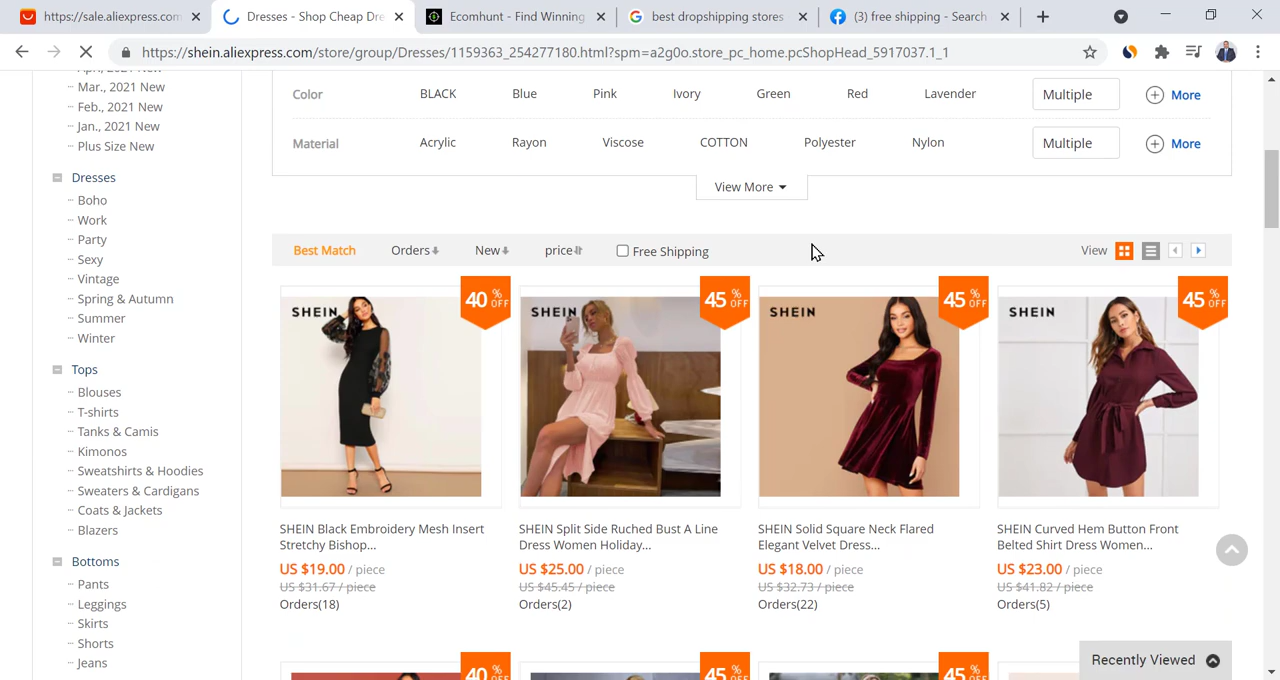 https://sale.aliexpress.com
Dresses - Shop Cheap Dre
Ecomhunt - Find Winning
best dropshipping stores
(3) free shipping - Search
https://shein.aliexpress.com/store/group/Dresses/1159363_254277180.html?spm=a2g0o.store_pc_home.pcShopHead_5917037.1_1
Apr., 2021 New
Mar., 2021 New
Feb., 2021 New
Jan., 2021 New
Plus Size New
Dresses
Boho
Work
Party
Sexy
Vintage
Spring & Autumn
Summer
Winter
Tops
Blouses
T-shirts
Tanks & Camis
Kimonos
Sweatshirts & Hoodies
Sweaters & Cardigans
Coats & Jackets
Blazers
Bottoms
Pants
Leggings
Skirts
Shorts
Jeans
Color BLACK Blue Pink Ivory Green Red Lavender Multiple More
Material Acrylic Rayon Viscose COTTON Polyester Nylon Multiple More
View More
Best Match Orders New price Free Shipping View
SHEIN 40 % OFF
SHEIN 45 % OFF
SHEIN 45 % OFF
SHEIN 45 % OFF
SHEIN Black Embroidery Mesh Insert
Stretchy Bishop...
US $19.00 / piece
US $31.67 / piece
Orders(18)
SHEIN Split Side Ruched Bust A Line
Dress Women Holiday...
US $25.00 / piece
US $45.45 / piece
Orders(2)
SHEIN Solid Square Neck Flared
Elegant Velvet Dress...
US $18.00 / piece
US $32.73 / piece
Orders(22)
SHEIN Curved Hem Button Front
Belted Shirt Dress Women...
US $23.00 / piece
US $41.82 / piece
Orders(5)
40 %
45 %
45 %
Recently Viewed